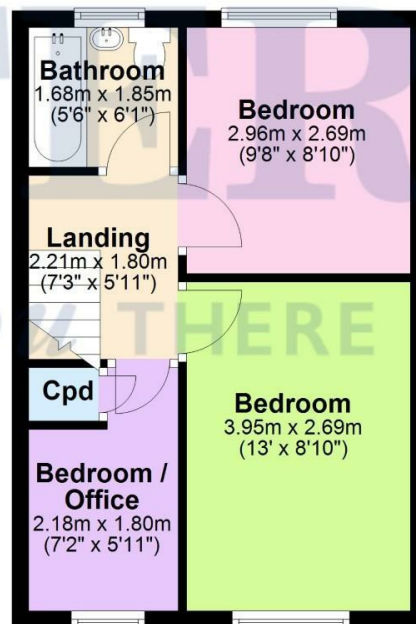 ER
Bathroom
1.68m x 1.85m
(5'6" x 6'1")
Bedroom
2.96m x 2.69m
(9'8" x 8'10")
Landing
2.21m x 1.80m
(7'3" x 5'11")
u THERE
Cpd
Bedroom
3.95m x 2.69m
(13' x 8'10")
Bedroom /
Office
2.18m x 1.80m
(7'2" x 5'11")